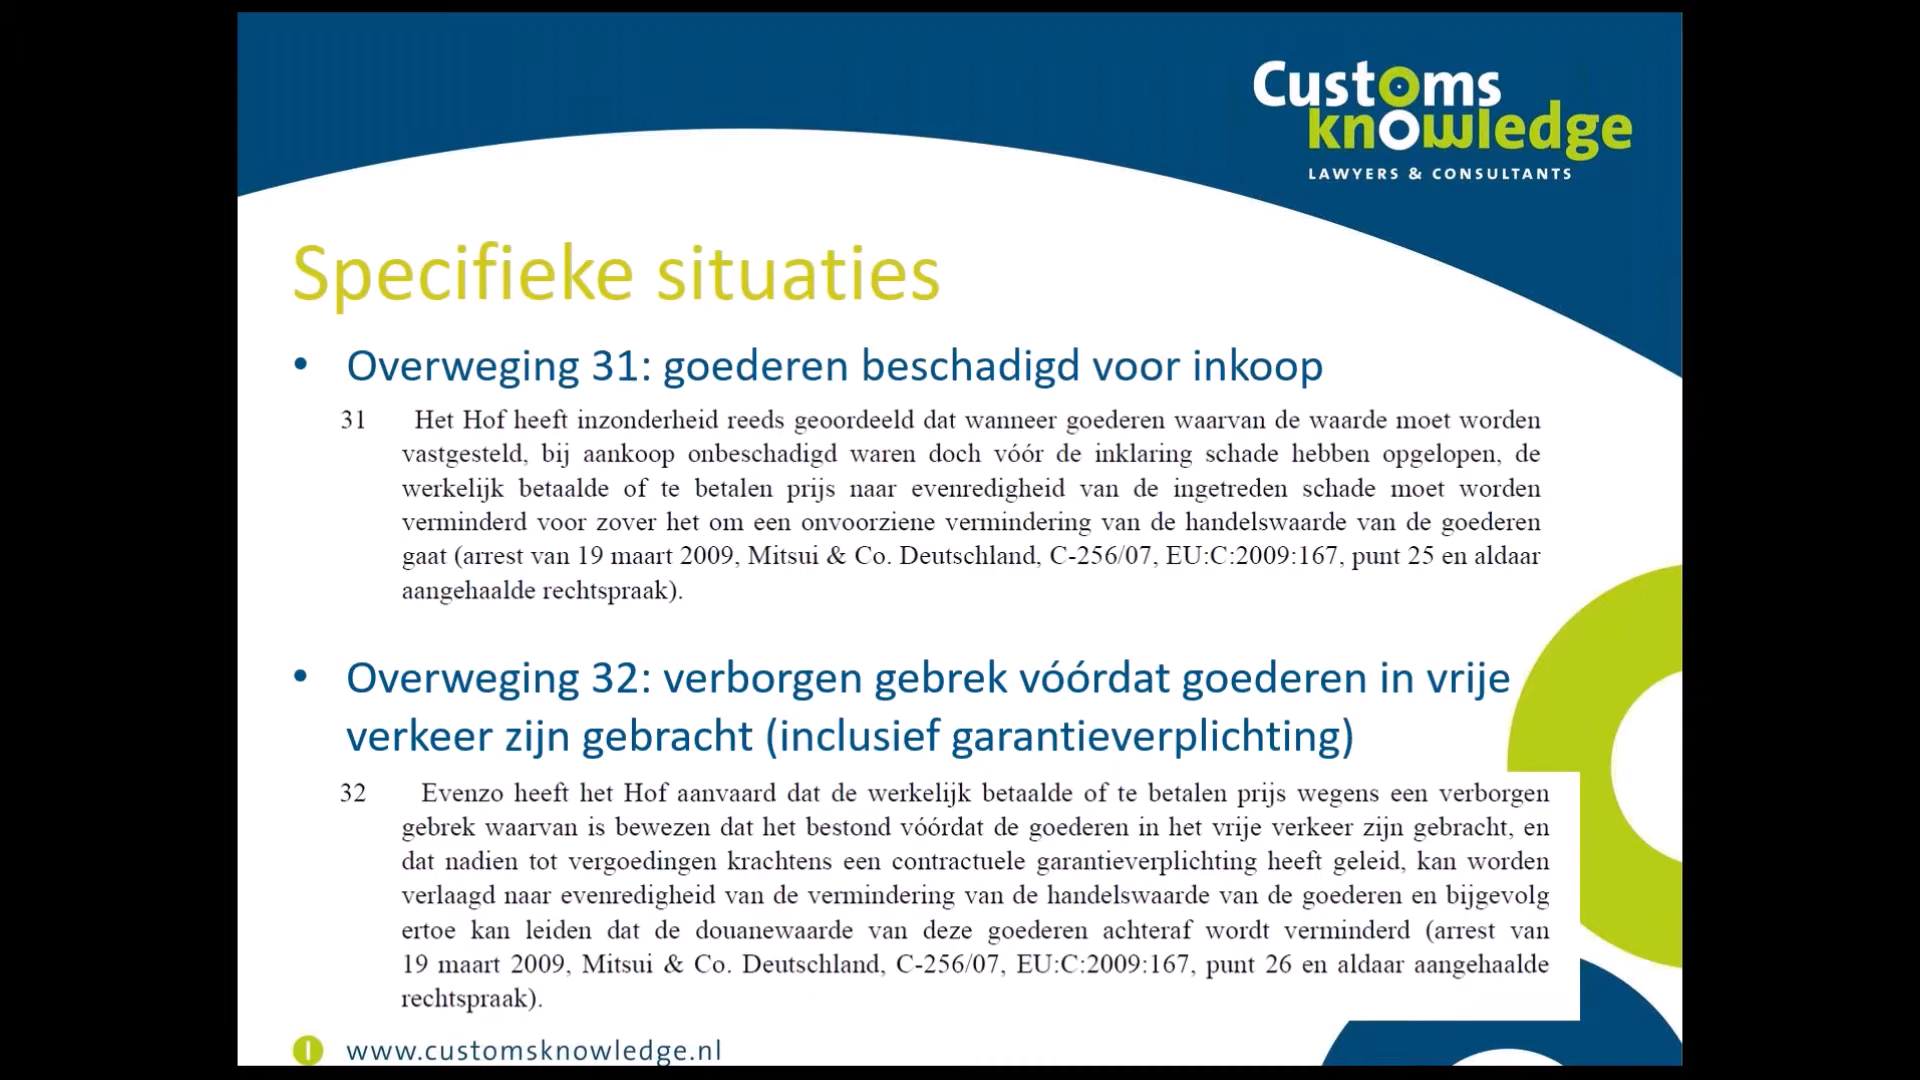 Customs
knowledge
LAWYERS & CONSULTANTS
Specifieke situaties
• Overweging 31: goederen beschadigd voor inkoop
31 Het Hof heeft inzonderheid reeds geoordeeld dat wanneer goederen waarvan de waarde moet worden
vastgesteld, bij aankoop onbeschadigd waren doch vóór de inklaring schade hebben opgelopen, de
werkelijk betaalde of te betalen prijs naar evenredigheid van de ingetreden schade moet worden
verminderd voor zover het om een onvoorziene vermindering van de handelswaarde van de goederen
gaat (arrest van 19 maart 2009, Mitsui & Co. Deutschland, C-256/07, EU:C:2009:167, punt 25 en aldaar
aangehaalde rechtspraak).
• Overweging 32: verborgen gebrek vóórdat goederen in vrije
verkeer zijn gebracht (inclusief garantieverplichting)
32 Evenzo heeft het Hof aanvaard dat de werkelijk betaalde of te betalen prijs wegens een verborgen
gebrek waarvan is bewezen dat het bestond vóórdat de goederen in het vrije verkeer zijn gebracht, en
dat nadien tot vergoedingen krachtens een contractuele garantieverplichting heeft geleid, kan worden
verlaagd naar evenredigheid van de vermindering van de handelswaarde van de goederen en bijgevolg
ertoe kan leiden dat de douanewaarde van deze goederen achteraf wordt verminderd (arrest van
19 maart 2009, Mitsui & Co. Deutschland, C-256/07, EU:C:2009:167, punt 26 en aldaar aangehaalde
rechtspraak).
www.customsknowledge.nl